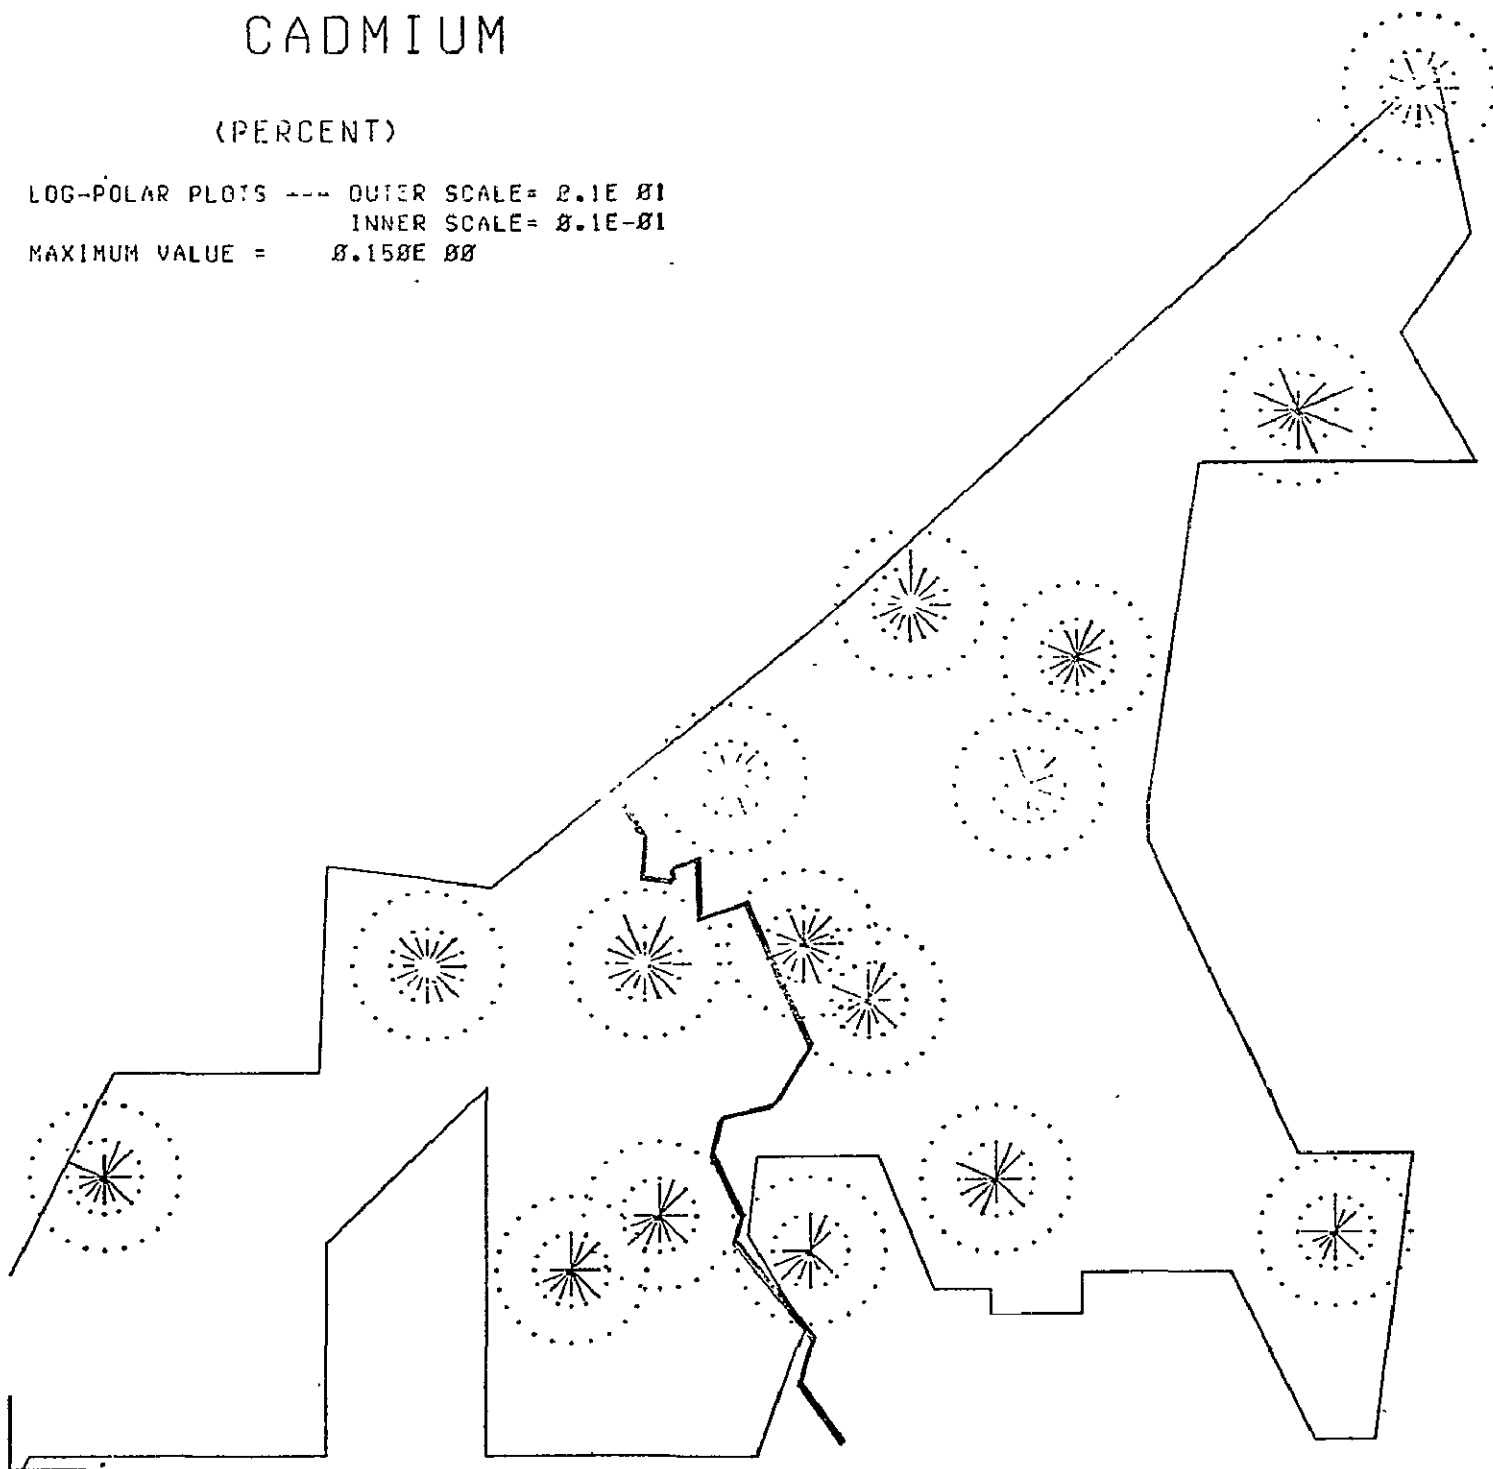 CADMIUM
(PERCENT)
LOG-POLAR PLOTS --- OUTER SCALE= 0.1E 01
INNER SCALE= 0.1E-01
MAXIMUM VALUE = 0.150E 00